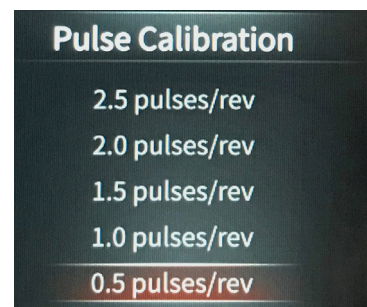 Pulse Calibration
2.5 pulses/rev
2.0 pulses/rev
1.5 pulses/rev
1.0 pulses/rev
0.5 pulses/rev